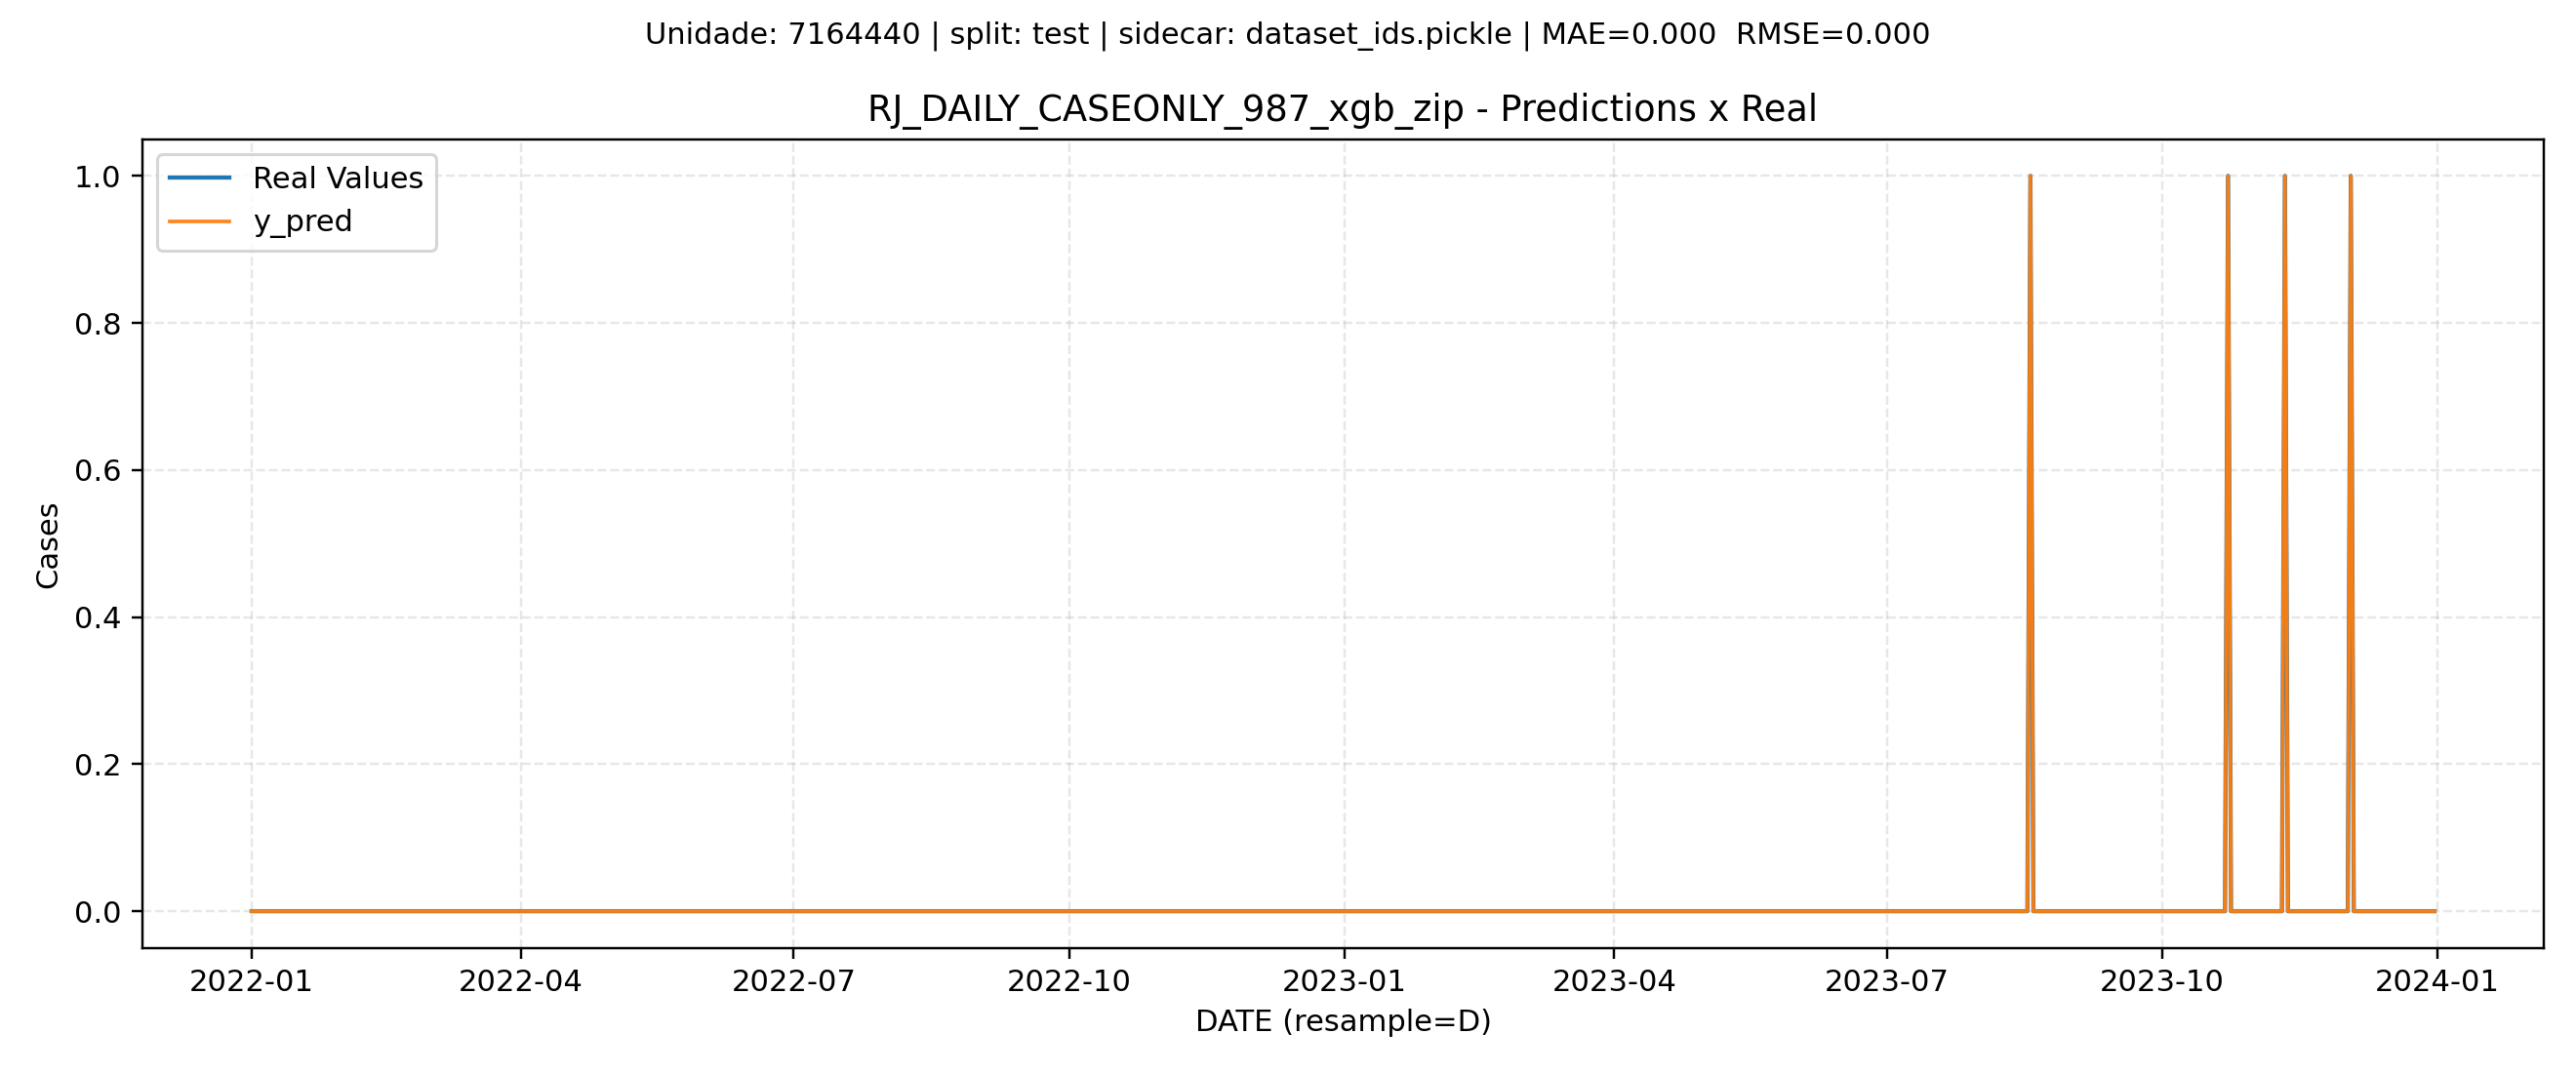 Unidade: 7164440 | split: test | sidecar: dataset_ids.pickle | MAE=0.000  RMSE=0.000
RJ_DAILY_CASEONLY_987_xgb_zip - Predictions x Real
Real Values
y_pred
1.0
0.8
0.6
0.4
0.2
0.0
Cases
2022-01
2022-04
2022-07
2022-10
2023-01
2023-04
2023-07
2023-10
2024-01
DATE (resample=D)